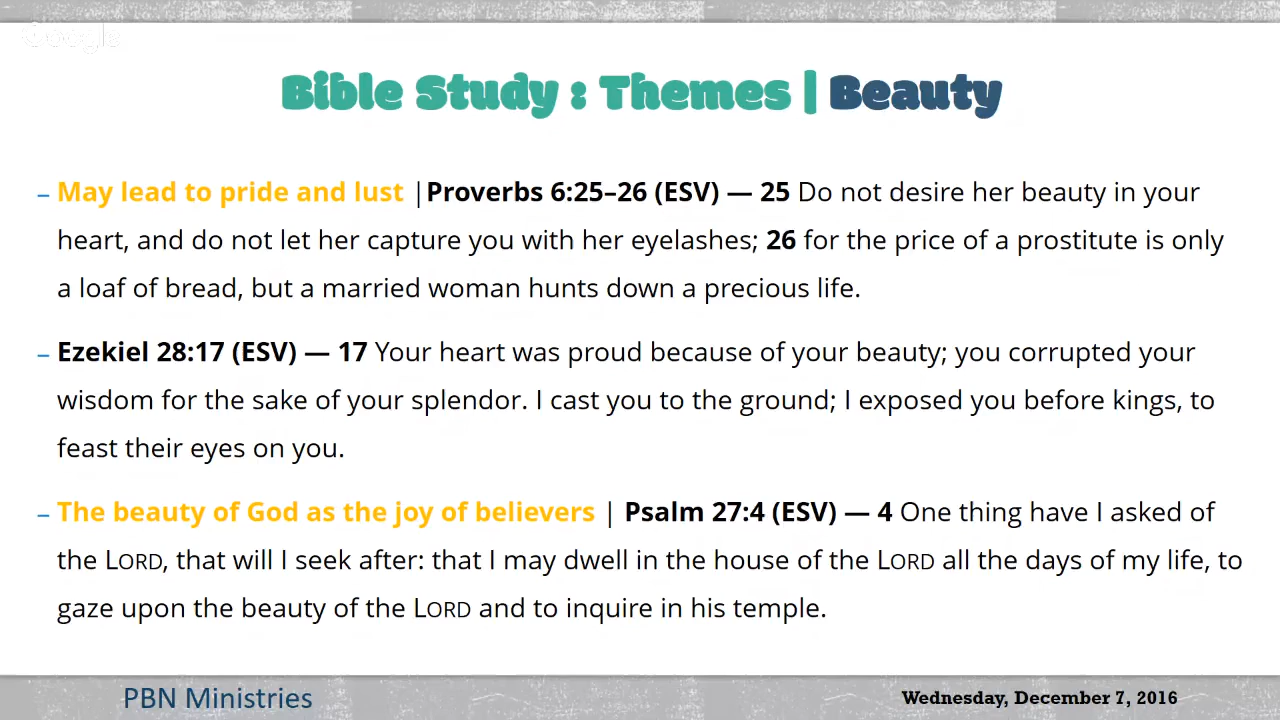 Google
Bible Study : Themes | Beauty
– May lead to pride and lust |Proverbs 6:25–26 (ESV) — 25 Do not desire her beauty in your
heart, and do not let her capture you with her eyelashes; 26 for the price of a prostitute is only
a loaf of bread, but a married woman hunts down a precious life.
– Ezekiel 28:17 (ESV) — 17 Your heart was proud because of your beauty; you corrupted your
wisdom for the sake of your splendor. I cast you to the ground; I exposed you before kings, to
feast their eyes on you.
– The beauty of God as the joy of believers | Psalm 27:4 (ESV) — 4 One thing have I asked of
the LORD, that will I seek after: that I may dwell in the house of the LORD all the days of my life, to
gaze upon the beauty of the LORD and to inquire in his temple.
PBN Ministries
Wednesday, December 7, 2016